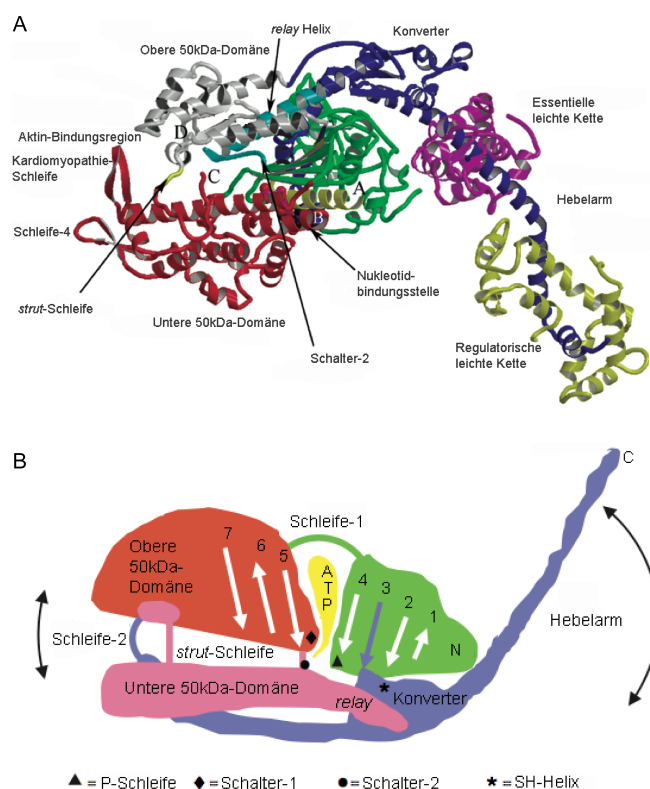 A
relay Helix
Konverter
Obere 50kDa-Domäne
Essentielle
leichte Kette
Aktin-Bindungsregion
Kardiomyopathie-
Schleife
D
C
A
B
Hebelarm
Schleife-4
Nukleotid-
bindungsstelle
strut-Schleife
Untere 50kDa-Domäne
Schalter-2
Regulatorische
leichte Kette
B
C
Schleife-1
Obere
50kDa-
Domäne
7
6
5
A
T
P
4
3
2
1
N
Hebelarm
Schleife-2
strut-Schleife
Untere 50kDa-Domäne
relay
Konverter
▲ = P-Schleife ♦ =Schalter-1 ● =Schalter-2 * =SH-Helix